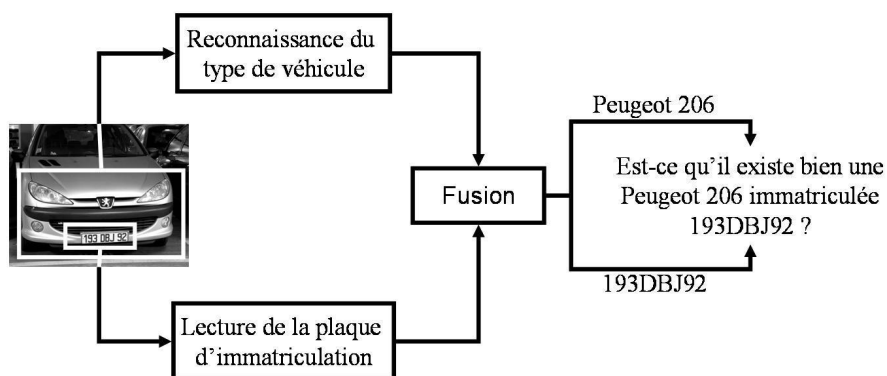 Reconnaissance du
type de véhicule
Peugeot 206
Est-ce qu'il existe bien une
Peugeot 206 immatriculée
193DBJ92 ?
Fusion
193 DBJ 92
193DBJ92
Lecture de la plaque
d'immatriculation